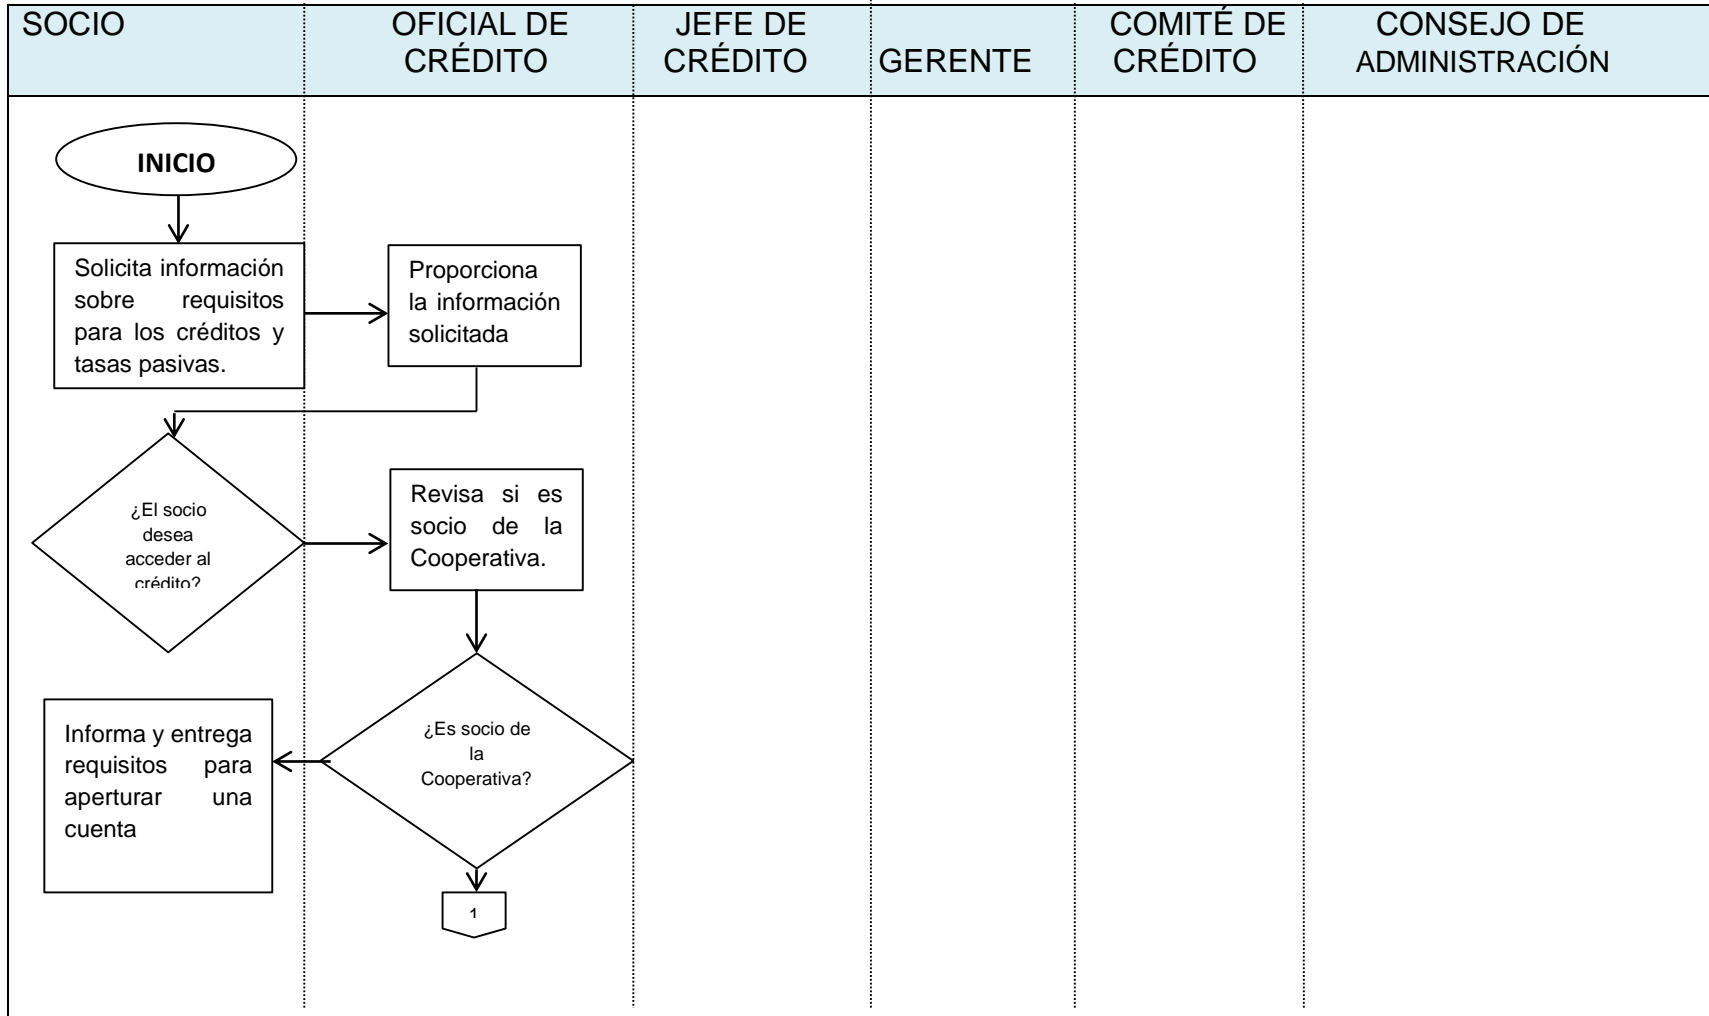 SOCIO
OFICIAL DE
CRÉDITO
JEFE DE
CRÉDITO
GERENTE
COMITÉ DE
CRÉDITO
CONSEJO DE
ADMINISTRACIÓN
INICIO
Solicita información
sobre requisitos
para los créditos y
tasas pasivas.
Proporciona
la información
solicitada
¿El socio
desea
acceder al
crédito?
Revisa si es
socio de la
Cooperativa.
¿Es socio de
la
Cooperativa?
Informa y entrega
requisitos para
aperturar una
cuenta
1